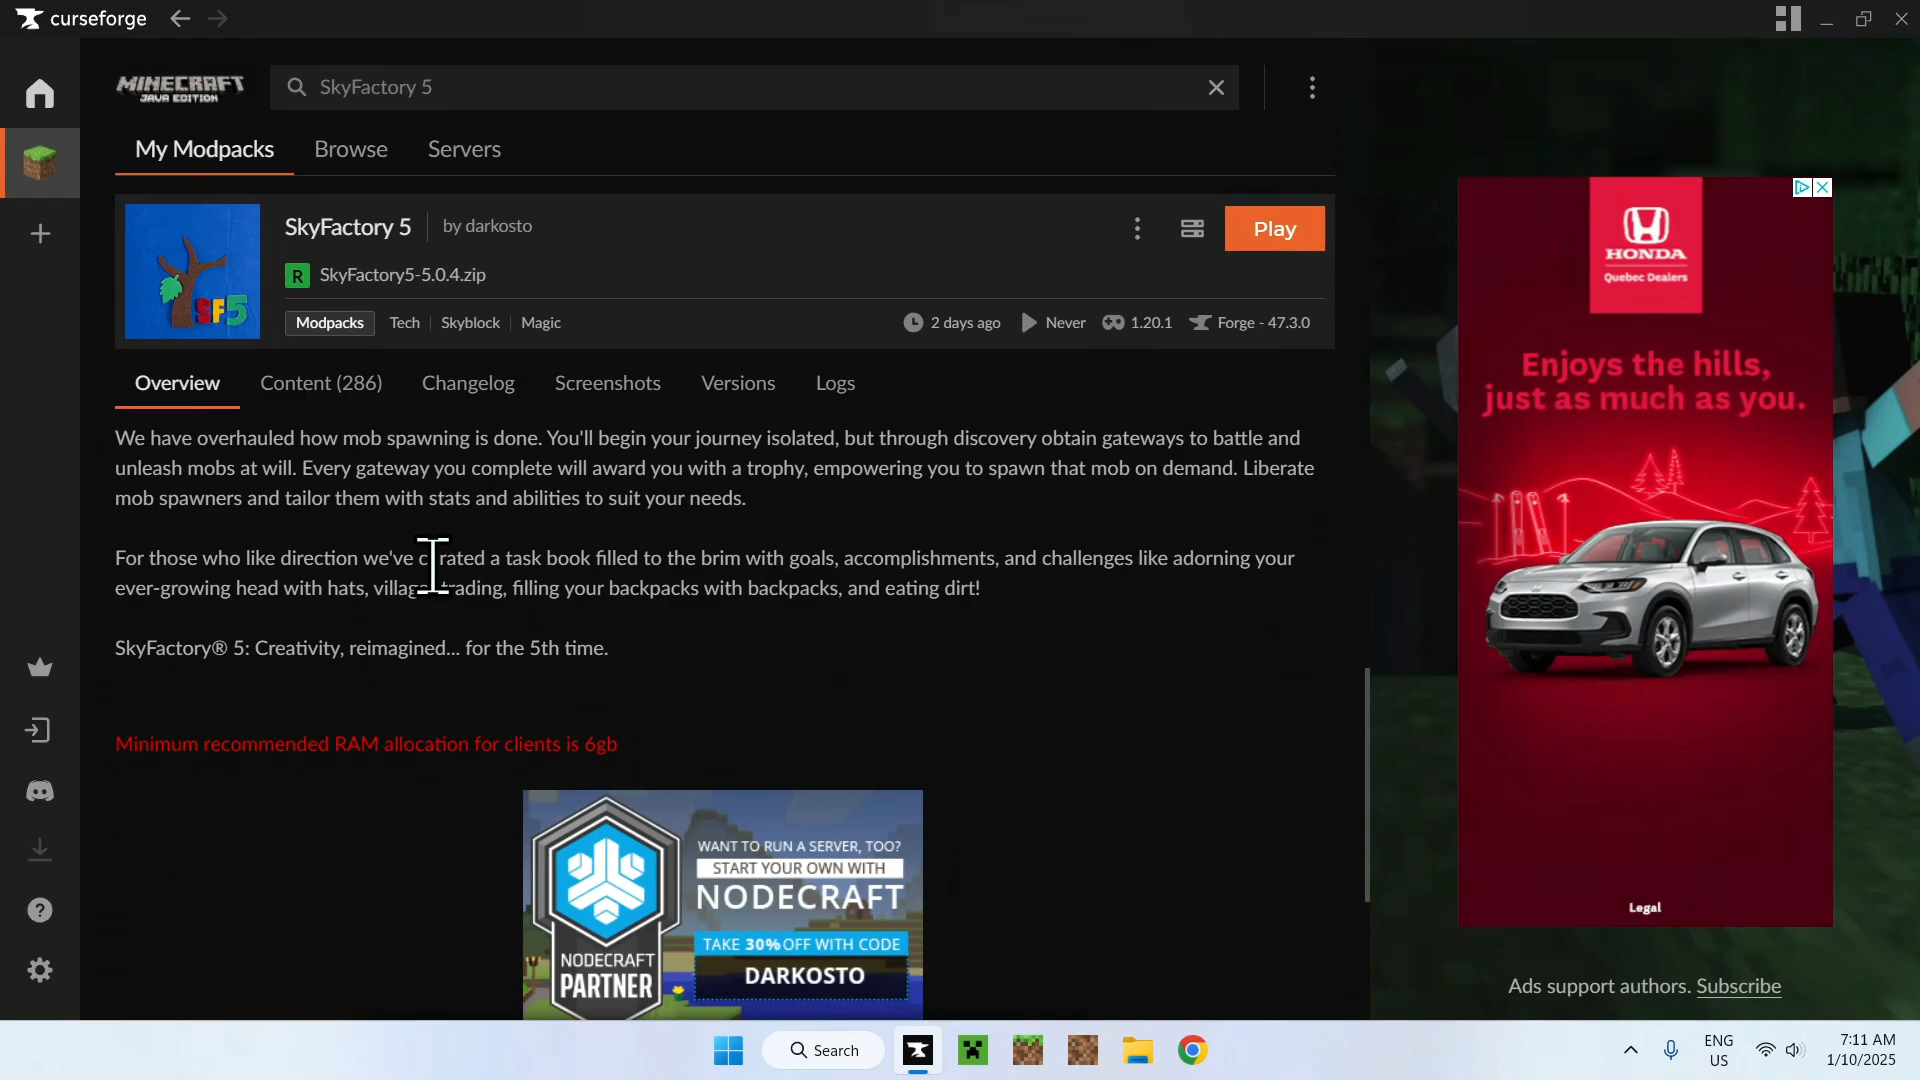 curseforge
MINECRAFT
JAVA EDITION
SkyFactory 5
My Modpacks
Browse
Servers
SF5
SkyFactory 5
by darkosto
Play
R SkyFactory5-5.0.4.zip
Modpacks
Tech
Skyblock
Magic
2 days ago
Never
1.20.1
Forge - 47.3.0
Overview
Content (286)
Changelog
Screenshots
Versions
Logs
We have overhauled how mob spawning is done. You'll begin your journey isolated, but through discovery obtain gateways to battle and
unleash mobs at will. Every gateway you complete will award you with a trophy, empowering you to spawn that mob on demand. Liberate
mob spawners and tailor them with stats and abilities to suit your needs.
For those who like direction we've curated a task book filled to the brim with goals, accomplishments, and challenges like adorning your
ever-growing head with hats, village trading, filling your backpacks with backpacks, and eating dirt!
SkyFactory® 5: Creativity, reimagined... for the 5th time.
Minimum recommended RAM allocation for clients is 6gb
NODECRAFT
PARTNER
WANT TO RUN A SERVER, TOO?
START YOUR OWN WITH
NODECRAFT
TAKE 30% OFF WITH CODE
DARKOSTO
HONDA
Quebec Dealers
Enjoys the hills,
just as much as you.
Legal
Ads support authors. Subscribe
Search
ENG
US
7:11 AM
1/10/2025